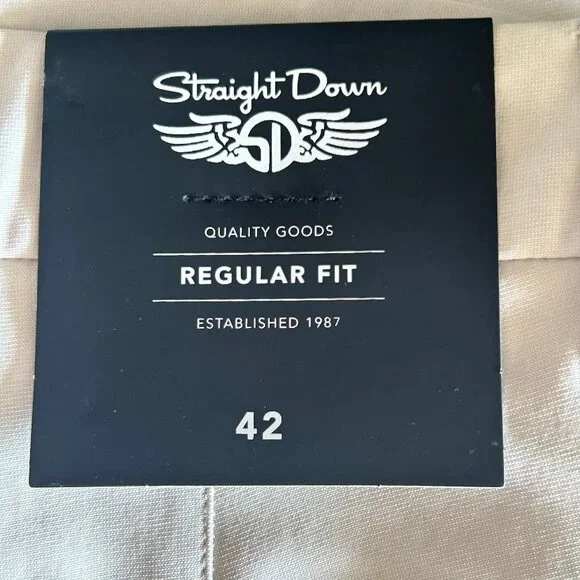 Straight Down
SD
QUALITY GOODS
REGULAR FIT
ESTABLISHED 1987
42